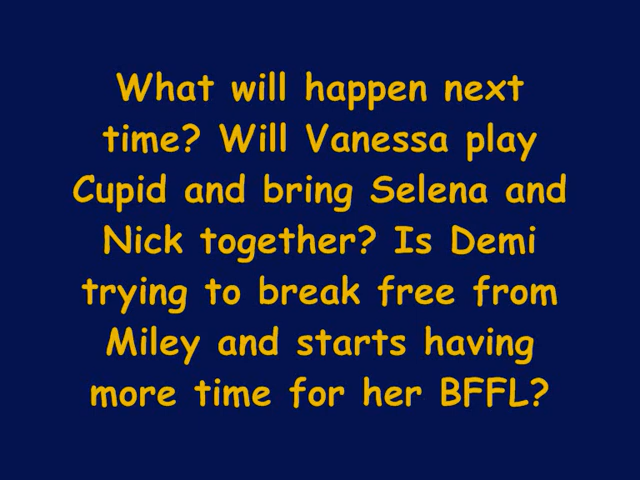 What will happen next
time? Will Vanessa play
Cupid and bring Selena and
Nick together? Is Demi
trying to break free from
Miley and starts having
more time for her BFFL?